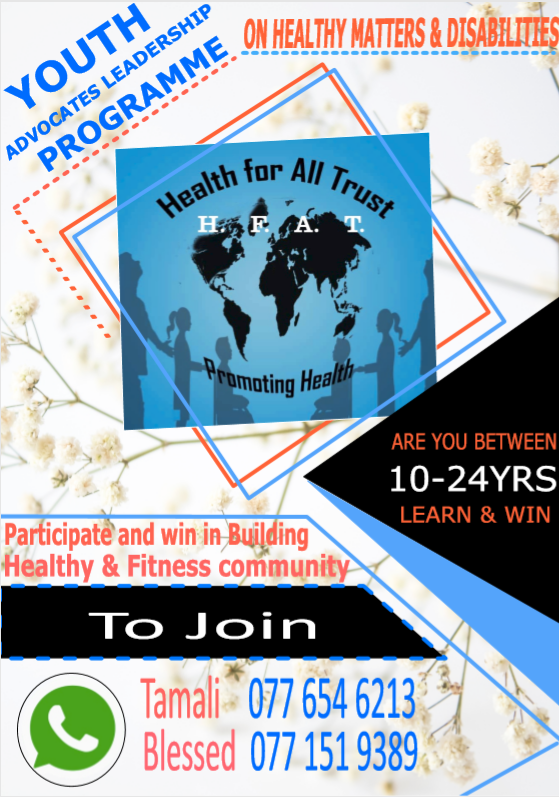 YOUTH
ADVOCATES LEADERSHIP
PROGRAMME
ON HEALTHY MATTERS & DISABILITIES
Health for All Trust
H. F. A. T.
Promoting Health
ARE YOU BETWEEN
10-24YRS
LEARN & WIN
Participate and win in Building
Healthy & Fitness community
To Join
Tamali 077 654 6213
Blessed 077 151 9389